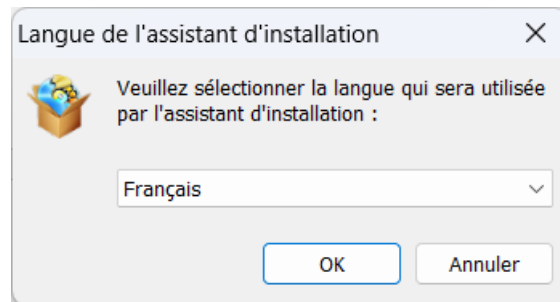 Langue de l'assistant d'installation
Veuillez sélectionner la langue qui sera utilisée
par l'assistant d'installation :
Français
OK Annuler